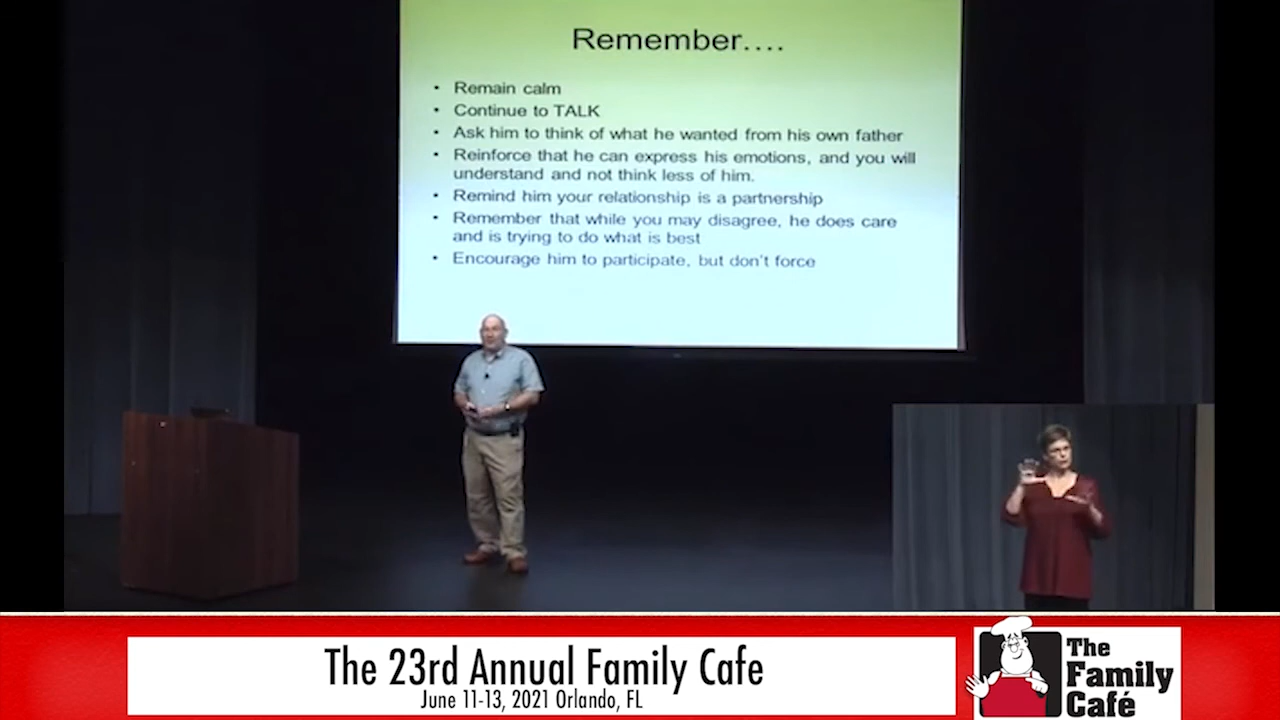 Remember....
• Remain calm
• Continue to TALK
• Ask him to think of what he wanted from his own father
• Reinforce that he can express his emotions, and you will
understand and not think less of him.
• Remind him your relationship is a partnership
• Remember that while you may disagree, he does care
and is trying to do what is best
• Encourage him to participate, but don't force
The 23rd Annual Family Cafe
June 11-13, 2021 Orlando, FL
The
Family
Café